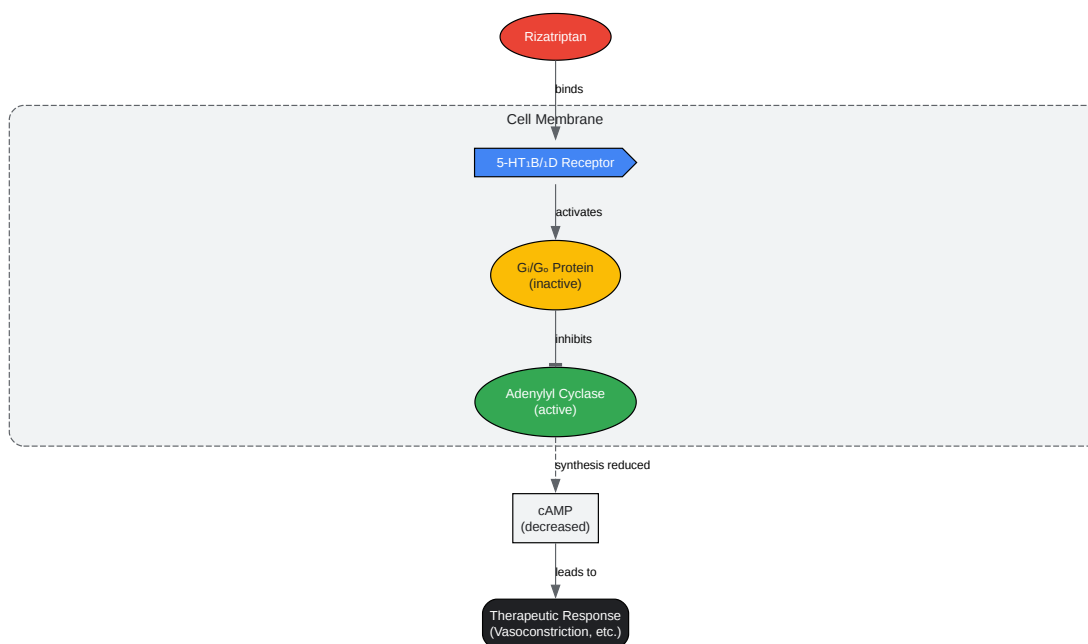 Rizatriptan
binds
Cell Membrane
5-HT₁B/₁D Receptor
activates
Gᵢ/Gₒ Protein
(inactive)
inhibits
Adenylyl Cyclase
(active)
synthesis reduced
cAMP
(decreased)
leads to
Therapeutic Response
(Vasoconstriction, etc.)